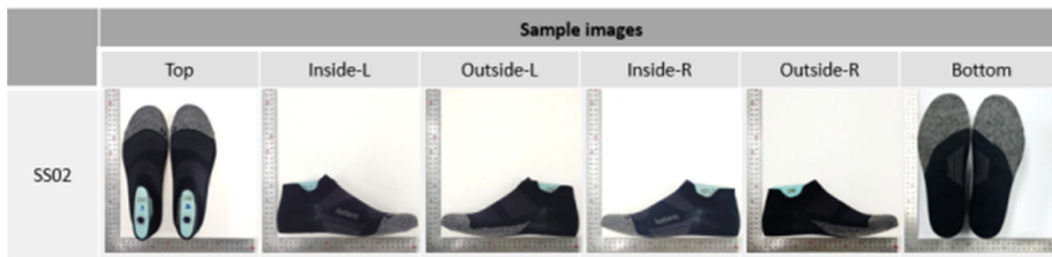 Sample images
Top
Inside-L
Outside-L
Inside-R
Outside-R
Bottom
SS02